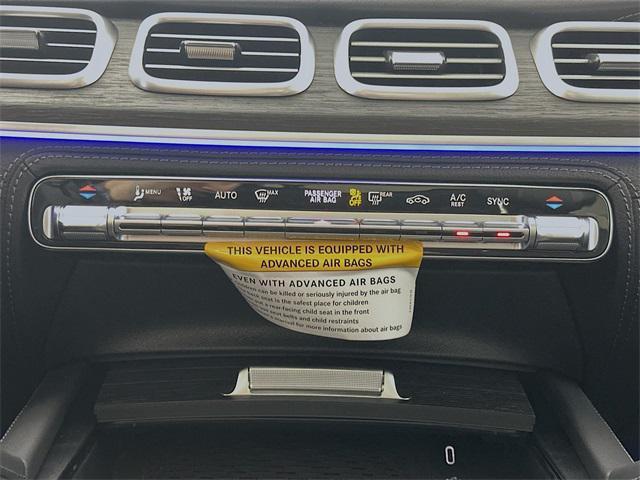 MENU
OFF
AUTO
MAX
PASSENGER
AIR BAG
OFF
REAR
A/C
REST
SYNC
THIS VEHICLE IS EQUIPPED WITH
ADVANCED AIR BAGS
EVEN WITH ADVANCED AIR BAGS
can be killed or seriously injured by the air bag
seat is the safest place for children
a rear-facing child seat in the front
seat belts and child restraints
manual for more information about air bags